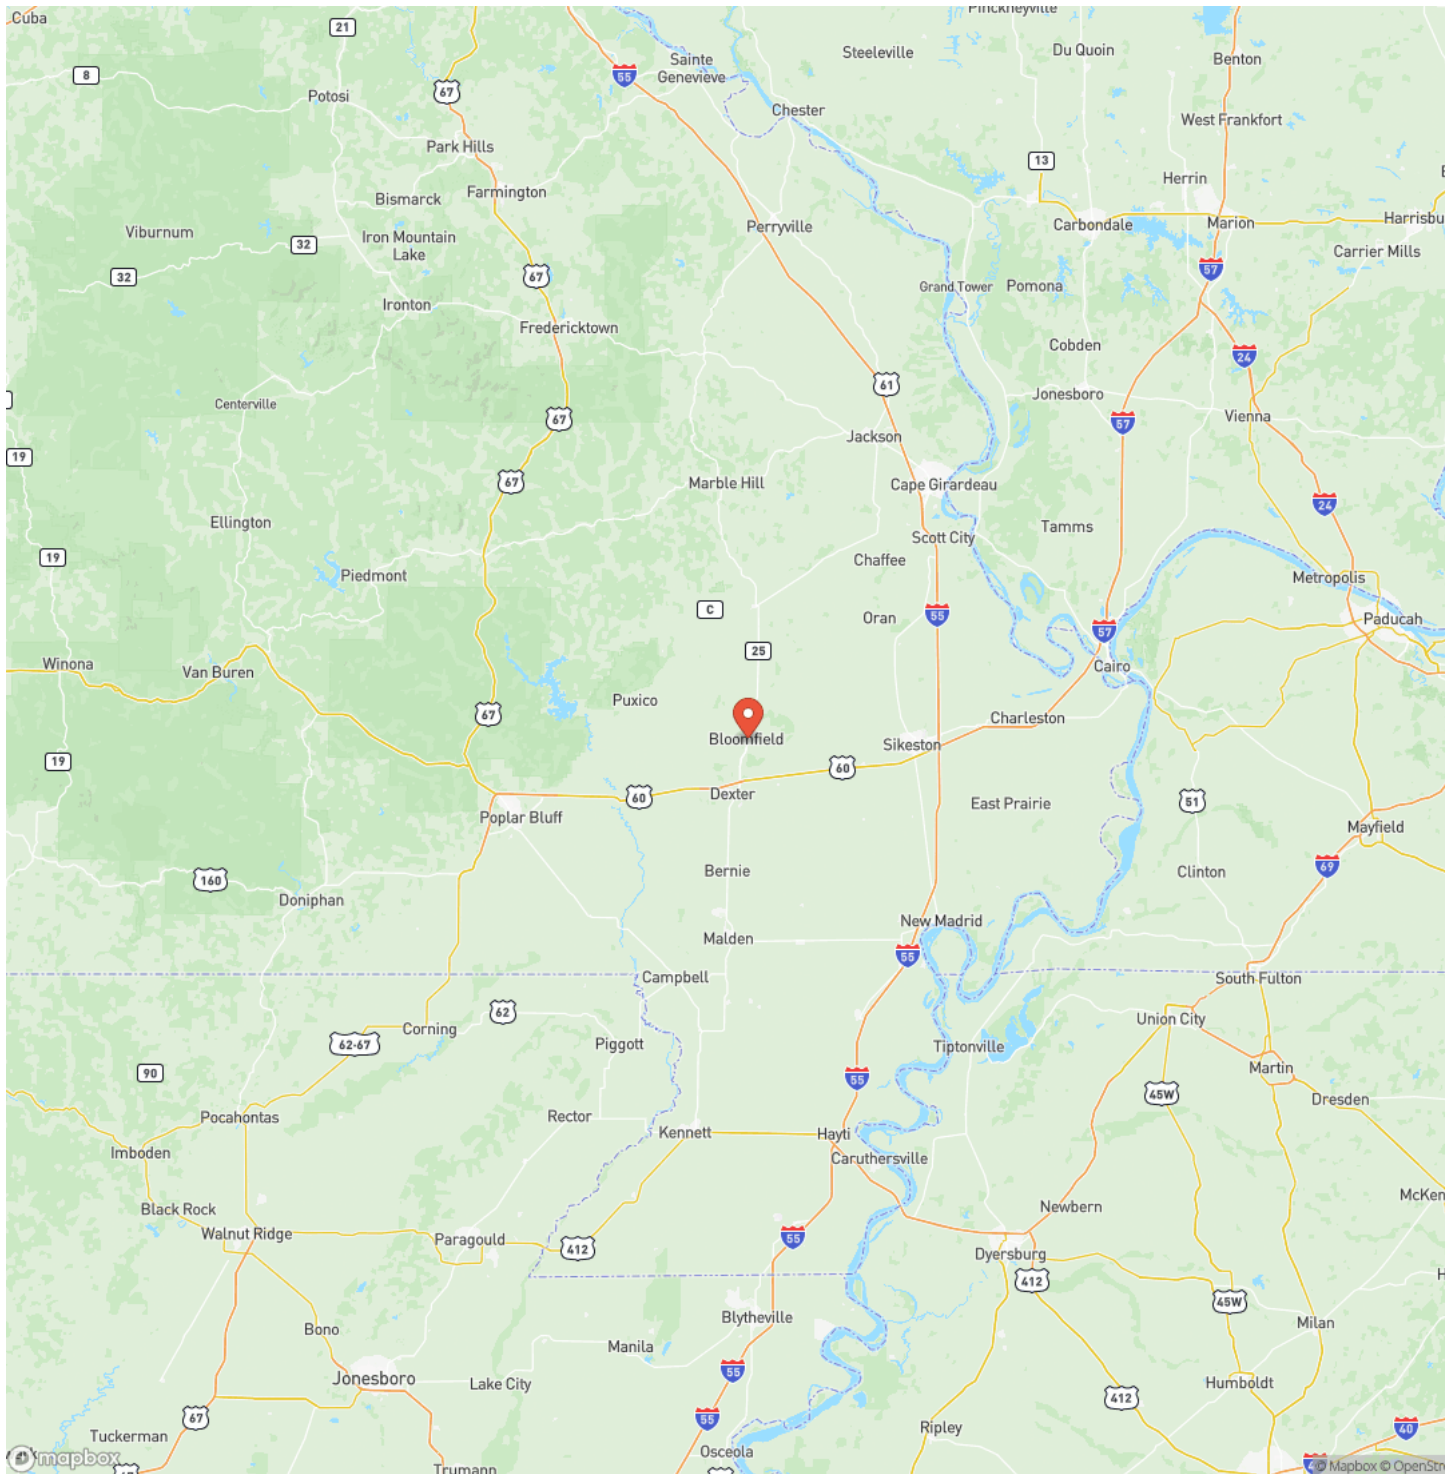 Cuba
21
Pinckneyville
Steeleville
Du Quoin
Sainte
Genevieve
Benton
8
55
67
Potosi
Chester
West Frankfort
Park Hills
13
Herrin
Farmington
Bismarck
Perryville
Carbondale
Marion
Viburnum
Iron Mountain
Lake
32
32
Carrier Mills
67
57
Grand Tower
Pomona
Ironton
Fredericktown
Cobden
24
61
Centerville
Jonesboro
67
57
Vienna
Jackson
19
67
Marble Hill
Cape Girardeau
24
Ellington
Tamms
Scott City
19
Chaffee
Piedmont
Metropolis
C
55
Oran
57
Paducah
25
Winona
Van Buren
Cairo
Puxico
67
Charleston
Bloomfield
Sikeston
19
60
60
Dexter
51
East Prairie
Poplar Bluff
Mayfield
Bernie
69
160
Clinton
Doniphan
New Madrid
Malden
55
Campbell
South Fulton
62
Corning
Union City
62-67
Piggott
Tiptonville
90
Martin
55
45W
Dresden
Pocahontas
Rector
Kennett
Hayti
Imboden
Caruthersville
Black Rock
Newbern
Walnut Ridge
Paragould
55
412
Dyersburg
412
45W
Blytheville
Milan
Bono
Manila
55
Jonesboro
Lake City
Humboldt
412
67
55
Ripley
40
Tuckerman
Osceola
mapbox
Trumann
© Mapbox © OpenStr